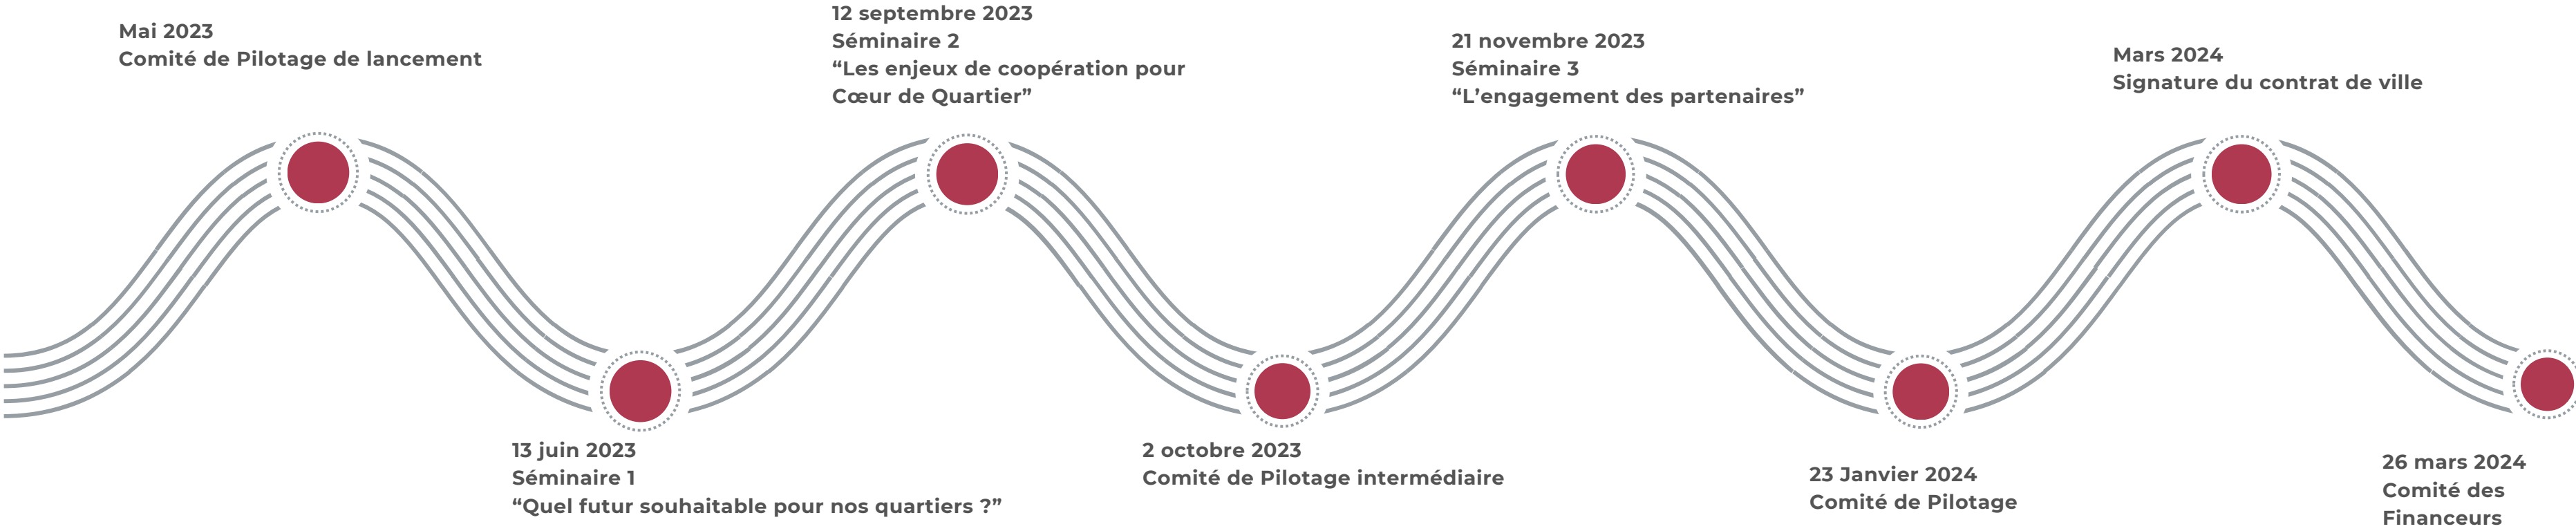 Mai 2023
Comité de Pilotage de lancement
13 juin 2023
Séminaire 1
“Quel futur souhaitable pour nos quartiers ?”
12 septembre 2023
Séminaire 2
“Les enjeux de coopération pour
Cœur de Quartier”
2 octobre 2023
Comité de Pilotage intermédiaire
21 novembre 2023
Séminaire 3
“L’engagement des partenaires”
23 Janvier 2024
Comité de Pilotage
Mars 2024
Signature du contrat de ville
26 mars 2024
Comité des
Financeurs